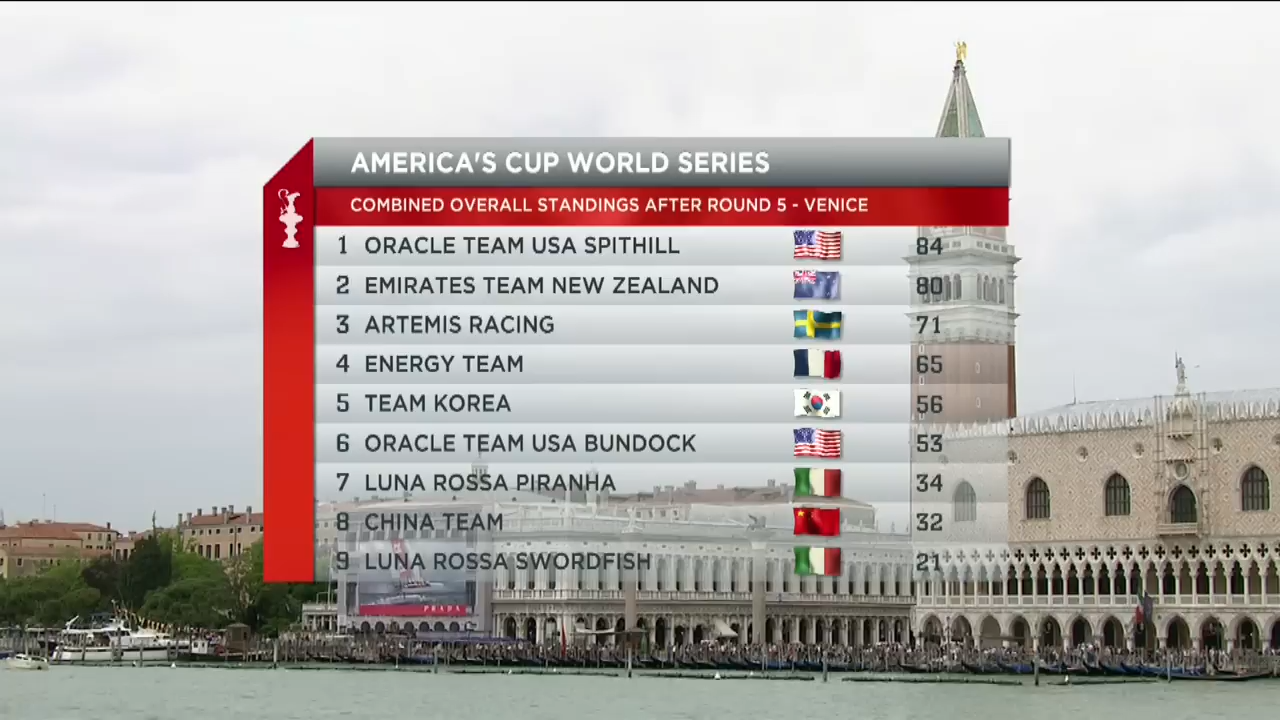 AMERICA'S CUP WORLD SERIES
COMBINED OVERALL STANDINGS AFTER ROUND 5 - VENICE
1 ORACLE TEAM USA SPITHILL 84
2 EMIRATES TEAM NEW ZEALAND 80
3 ARTEMIS RACING 71
4 ENERGY TEAM 65
5 TEAM KOREA 56
6 ORACLE TEAM USA BUNDOCK 53
7 LUNA ROSSA PIRANHA 34
8 CHINA TEAM 32
9 LUNA ROSSA SWORDFISH 21
PRADA